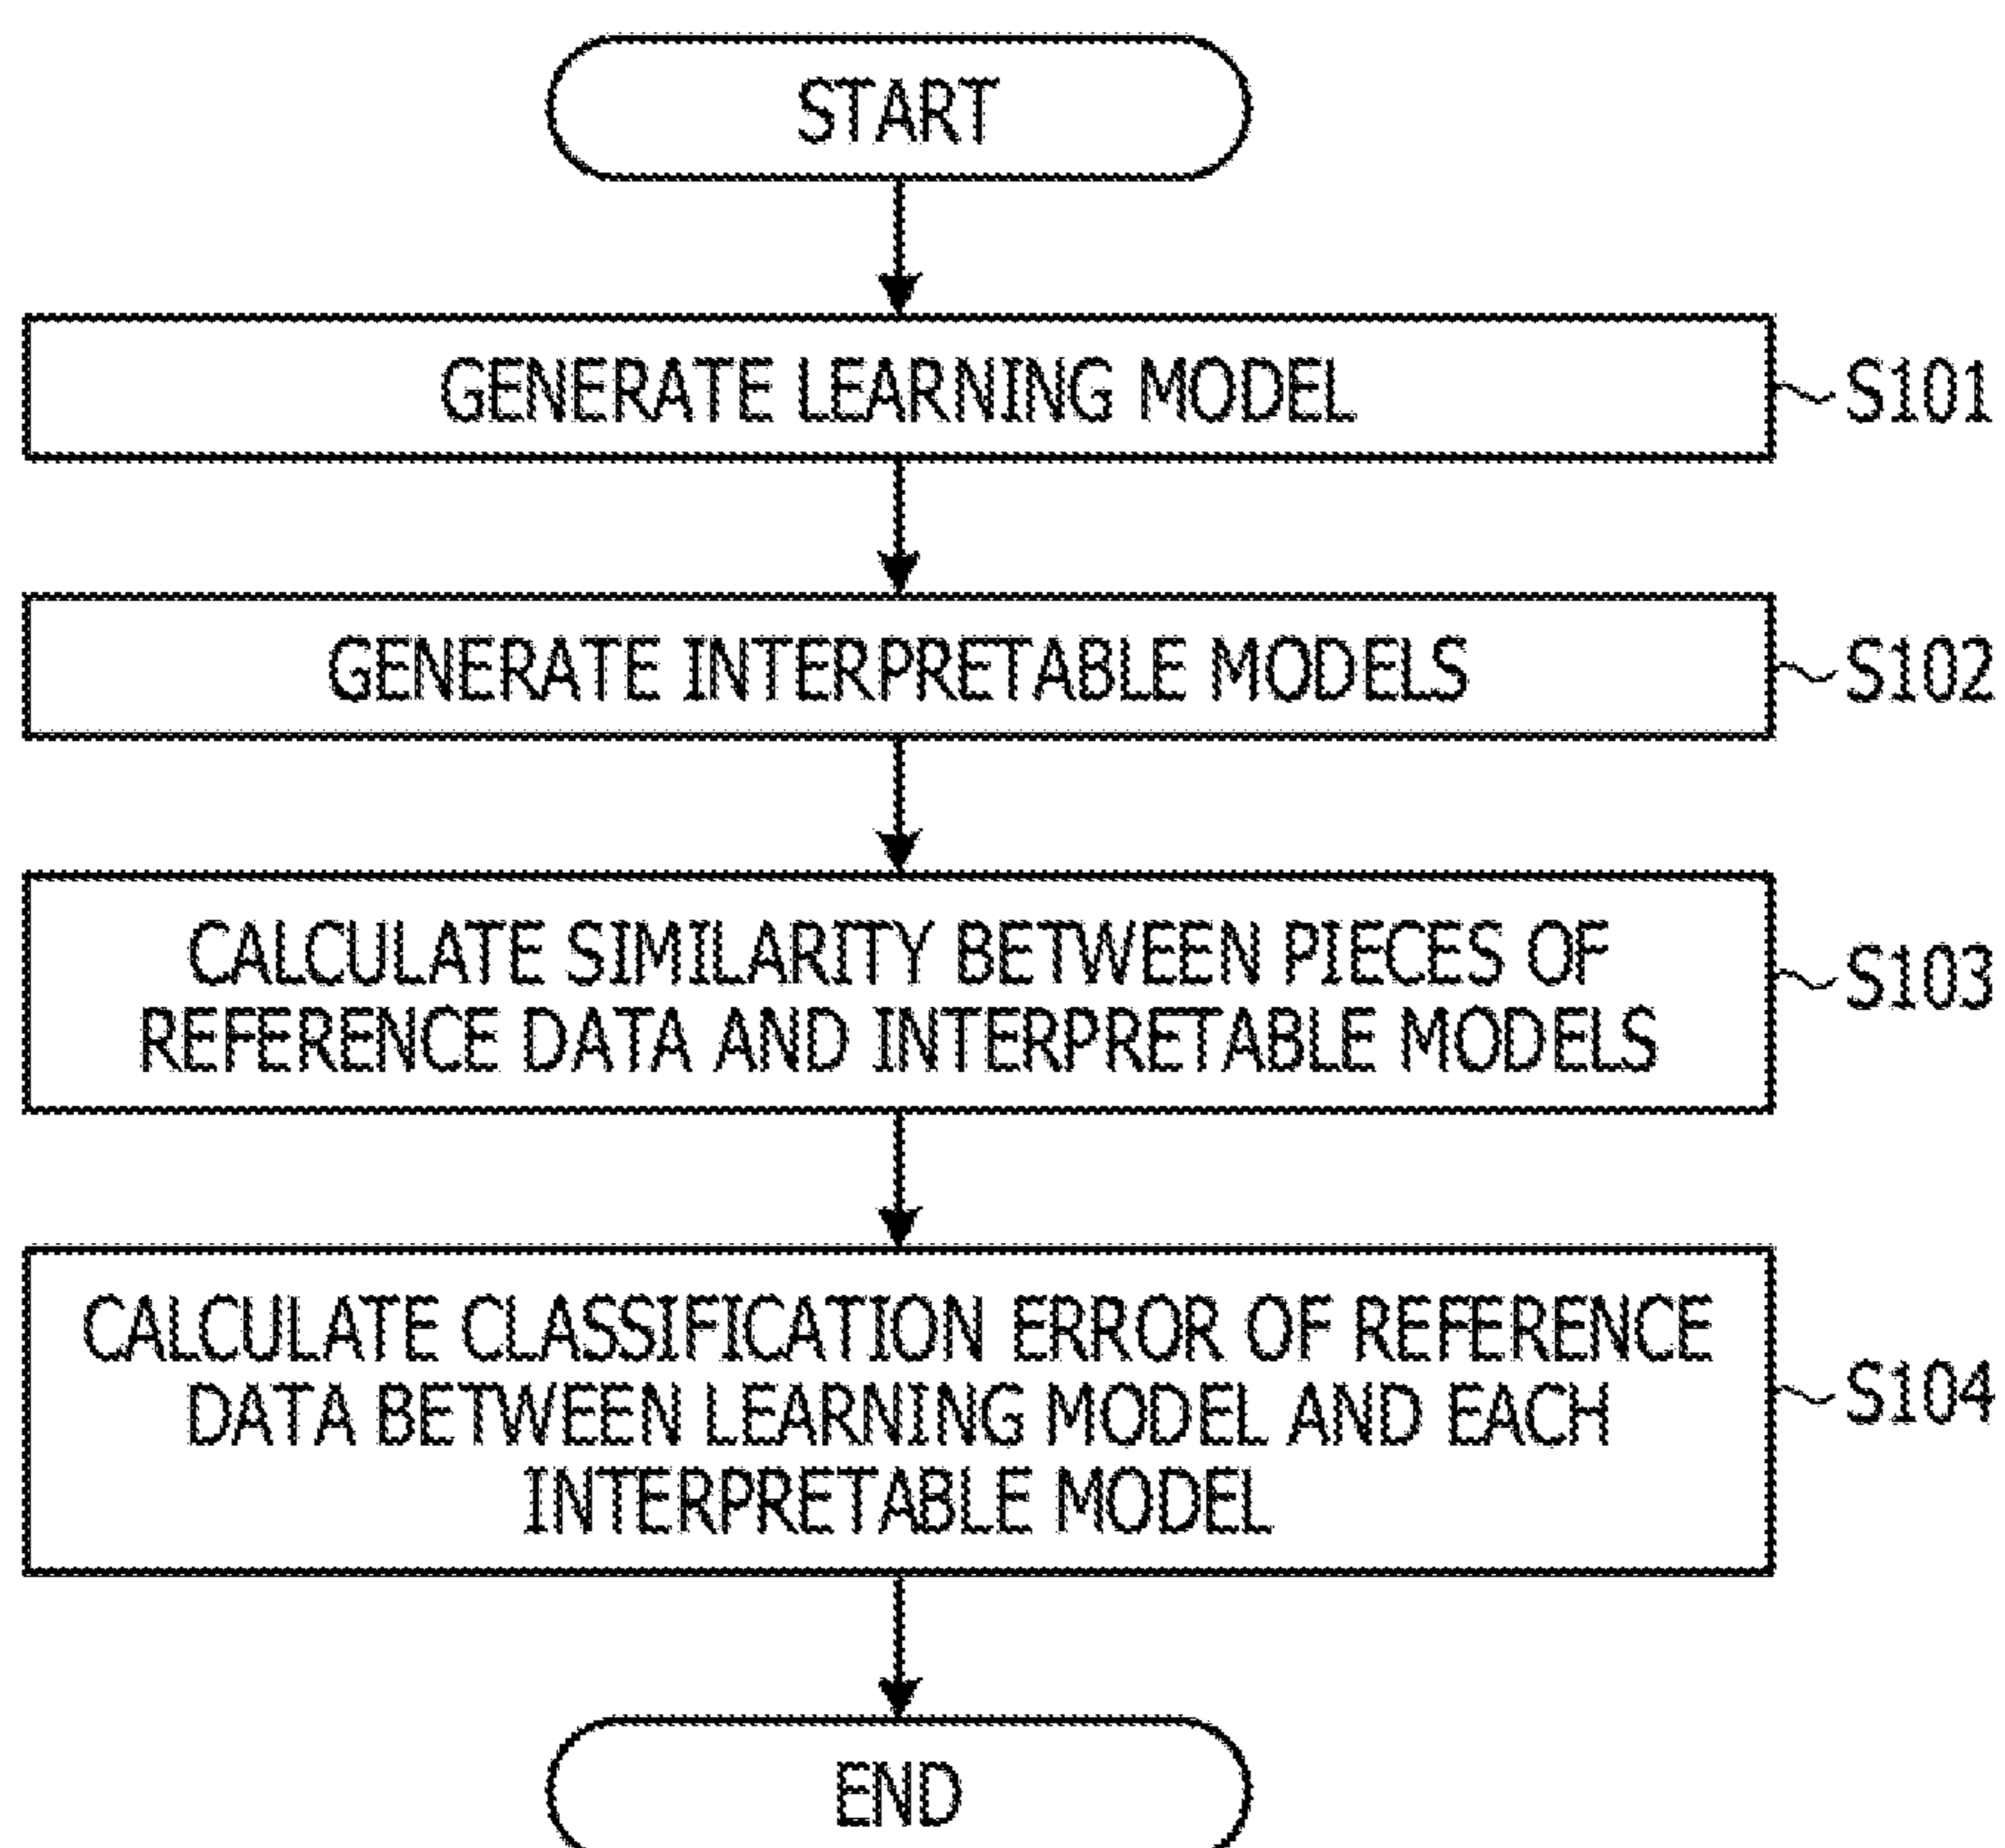 START
GENERATE LEARNING MODEL
S101
GENERATE INTERPRETABLE MODELS
S102
CALCULATE SIMILARITY BETWEEN PIECES OF
REFERENCE DATA AND INTERPRETABLE MODELS
S103
CALCULATE CLASSIFICATION ERROR OF REFERENCE
DATA BETWEEN LEARNING MODEL AND EACH
INTERPRETABLE MODEL
S104
END